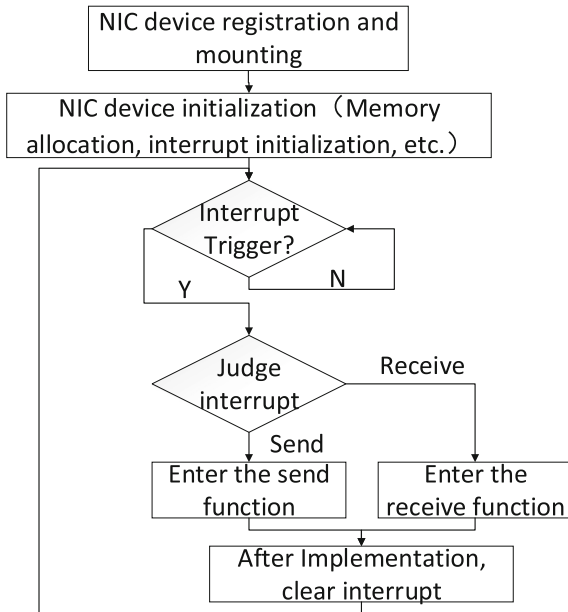 NIC device registration and
mounting
NIC device initialization（Memory
allocation, interrupt initialization, etc.）
Interrupt
Trigger?
N
Y
Judge
interrupt
Receive
Send
Enter the send
function
Enter the
receive function
After Implementation,
clear interrupt